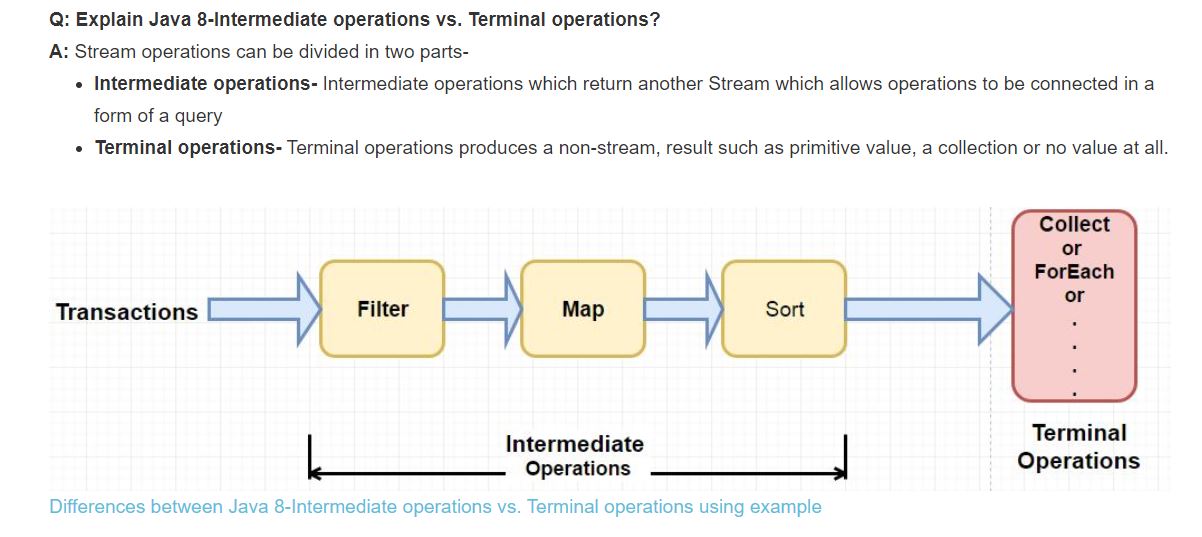 Q: Explain Java 8-Intermediate operations vs. Terminal operations?
A: Stream operations can be divided in two parts-
• Intermediate operations- Intermediate operations which return another Stream which allows operations to be connected in a
form of a query
• Terminal operations- Terminal operations produces a non-stream, result such as primitive value, a collection or no value at all.
Transactions
Filter
Map
Sort
Collect
or
ForEach
or
.
.
.
.
Intermediate
Operations
Terminal
Operations
Differences between Java 8-Intermediate operations vs. Terminal operations using example